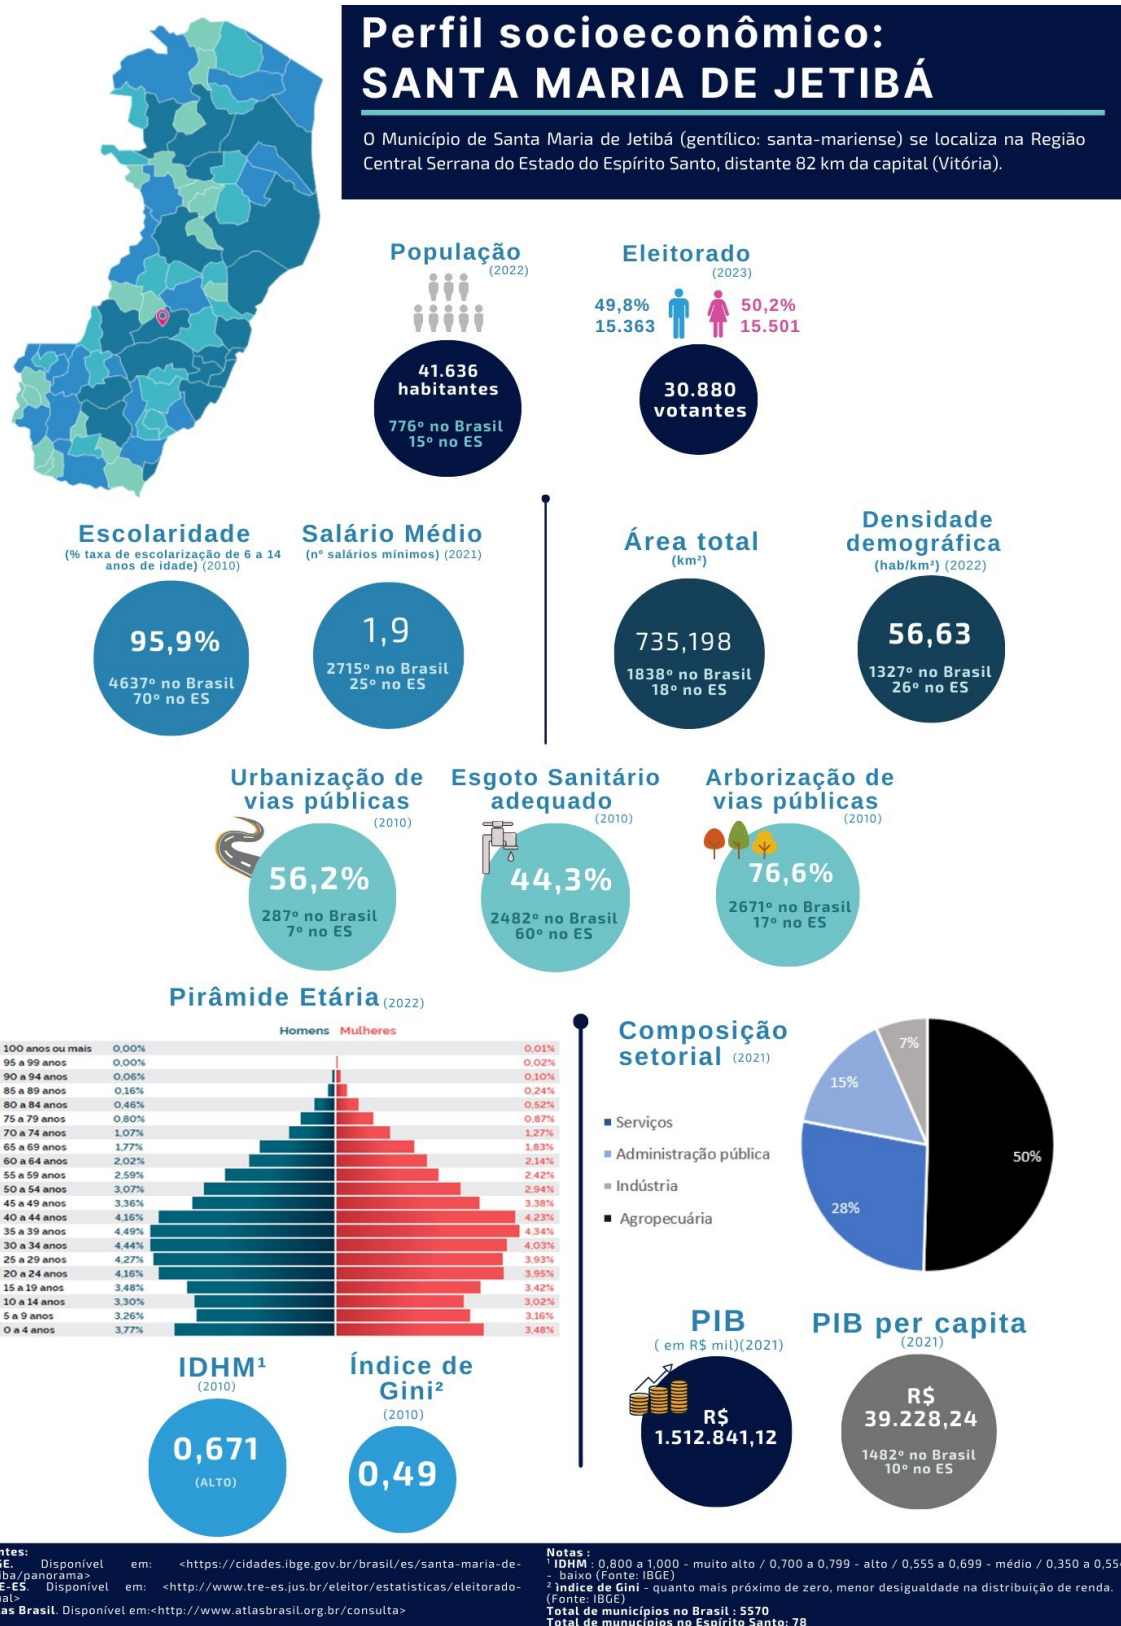 Perfil socioeconômico:
SANTA MARIA DE JETIBÁ
O Município de Santa Maria de Jetibá (gentílico: santa-mariense) se localiza na Região
Central Serrana do Estado do Espírito Santo, distante 82 km da capital (Vitória).
População
(2022)
41.636
habitantes
776º no Brasil
15º no ES
Eleitorado
(2023)
49,8%
15.363
50,2%
15.501
30.880
votantes
Escolaridade
(% taxa de escolarização de 6 a 14
anos de idade) (2010)
95,9%
4637º no Brasil
70º no ES
Salário Médio
(nº salários mínimos) (2021)
1,9
2715º no Brasil
25º no ES
Área total
(km²)
735,198
1838º no Brasil
18º no ES
Densidade
demográfica
(hab/km²) (2022)
56,63
1327º no Brasil
26º no ES
Urbanização de
vias públicas
(2010)
56,2%
287º no Brasil
7º no ES
Esgoto Sanitário
adequado
(2010)
44,3%
2482º no Brasil
60º no ES
Arborização de
vias públicas
(2010)
76,6%
2671º no Brasil
17º no ES
Pirâmide Etária (2022)
Homens Mulheres
100 anos ou mais 0,00% 0,01%
95 a 99 anos 0,00% 0,02%
90 a 94 anos 0,06% 0,10%
85 a 89 anos 0,16% 0,24%
80 a 84 anos 0,46% 0,52%
75 a 79 anos 0,80% 0,87%
70 a 74 anos 1,07% 1,27%
65 a 69 anos 1,77% 1,83%
60 a 64 anos 2,02% 2,14%
55 a 59 anos 2,59% 2,42%
50 a 54 anos 3,07% 2,94%
45 a 49 anos 3,36% 3,38%
40 a 44 anos 4,16% 4,23%
35 a 39 anos 4,49% 4,34%
30 a 34 anos 4,44% 4,03%
25 a 29 anos 4,27% 3,93%
20 a 24 anos 4,16% 3,95%
15 a 19 anos 3,48% 3,42%
10 a 14 anos 3,30% 3,02%
5 a 9 anos 3,26% 3,16%
0 a 4 anos 3,77% 3,48%
Composição
setorial (2021)
Serviços
Administração pública
Indústria
Agropecuária
7%
15%
50%
28%
IDHM¹
(2010)
0,671
(ALTO)
Índice de
Gini²
(2010)
0,49
PIB
( em R$ mil)(2021)
R$
1.512.841,12
PIB per capita
(2021)
R$
39.228,24
1482º no Brasil
10º no ES
ntes:
GE. Disponível em: <https://cidades.ibge.gov.br/brasil/es/santa-maria-de-
iba/panorama>
E-ES. Disponível em: <http://www.tre-es.jus.br/eleitor/estatisticas/eleitorado-
ual>
as Brasil. Disponível em:<http://www.atlasbrasil.org.br/consulta>
Notas :
¹ IDHM : 0,800 a 1,000 - muito alto / 0,700 a 0,799 - alto / 0,555 a 0,699 - médio / 0,350 a 0,55
- baixo (Fonte: IBGE)
² ìndice de Gini - quanto mais próximo de zero, menor desigualdade na distribuição de renda.
(Fonte: IBGE)
Total de municípios no Brasil : 5570
Total de munucípios no Espírito Santo: 78